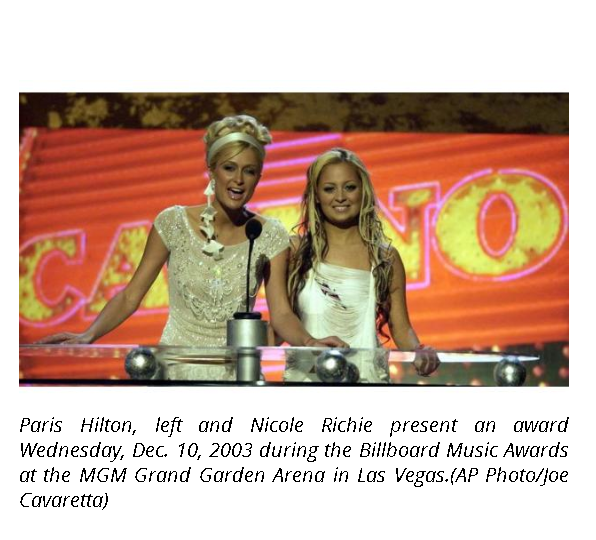 CASINO
Paris Hilton, left and Nicole Richie present an award
Wednesday, Dec. 10, 2003 during the Billboard Music Awards
at the MGM Grand Garden Arena in Las Vegas.(AP Photo/Joe
Cavaretta)